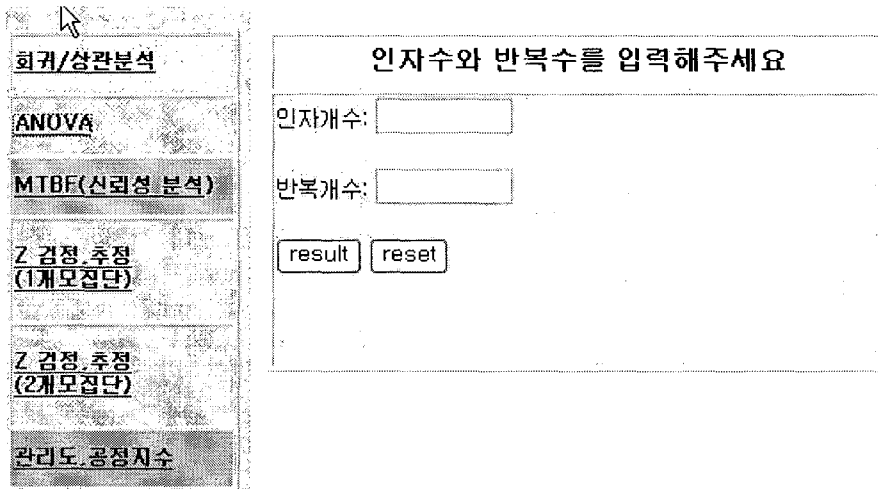 회귀/상관분석
ANOVA
MTBF(신뢰성 분석)
Z 검정,추정
(1개모집단)
Z 검정,추정
(2개모집단)
관리도,공정지수
인자수와 반복수를 입력해주세요
인자개수:
반복개수:
result reset